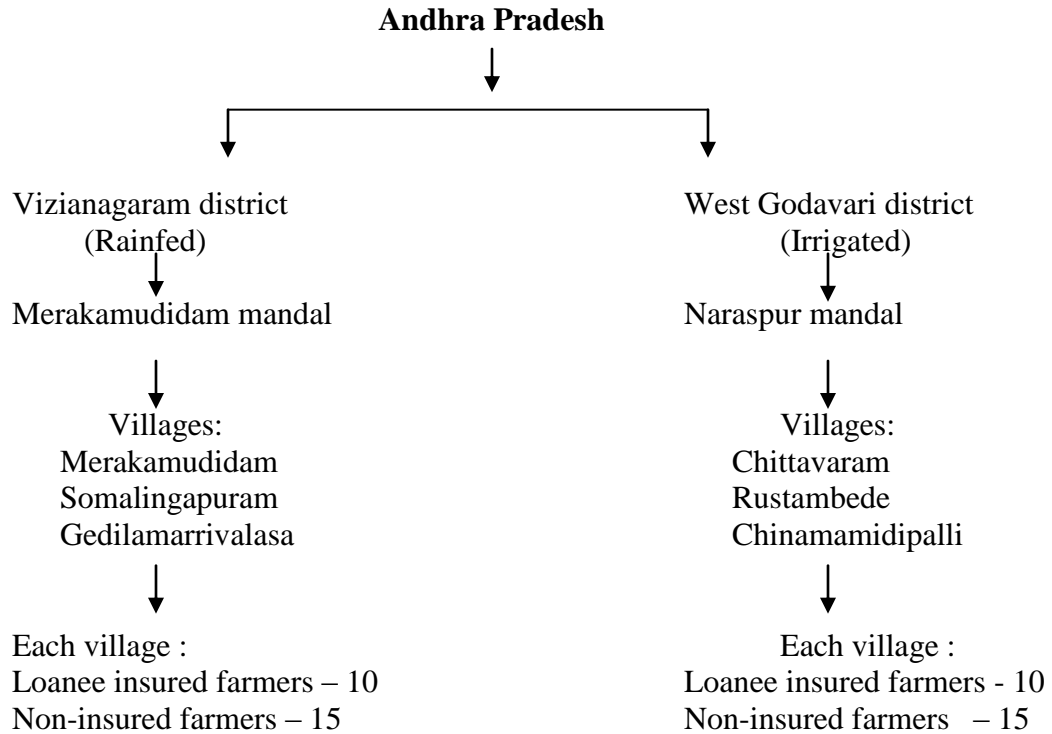 Andhra Pradesh
Vizianagaram district
(Rainfed)
Merakamudidam mandal
Villages:
Merakamudidam
Somalingapuram
Gedilamarrivalasa
Each village :
Loanee insured farmers – 10
Non-insured farmers – 15
West Godavari district
(Irrigated)
Naraspur mandal
Villages:
Chittavaram
Rustambede
Chinamamidipalli
Each village :
Loanee insured farmers - 10
Non-insured farmers – 15